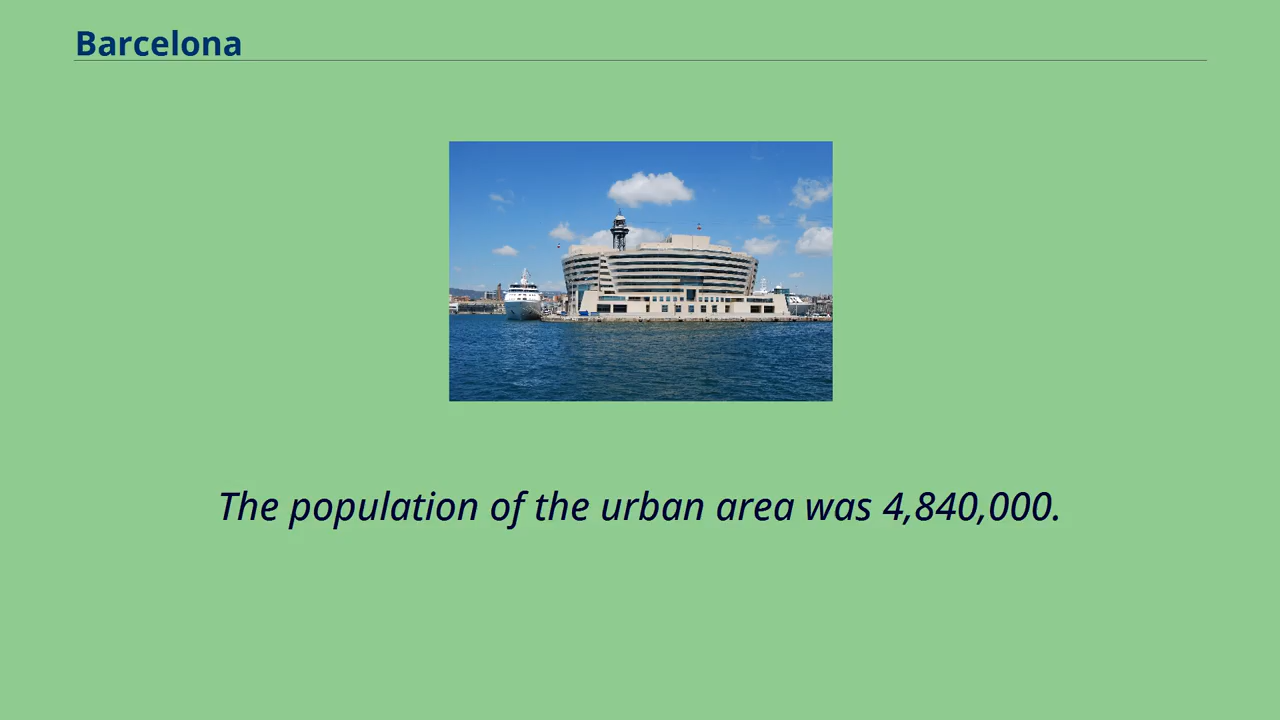 Barcelona
The population of the urban area was 4,840,000.